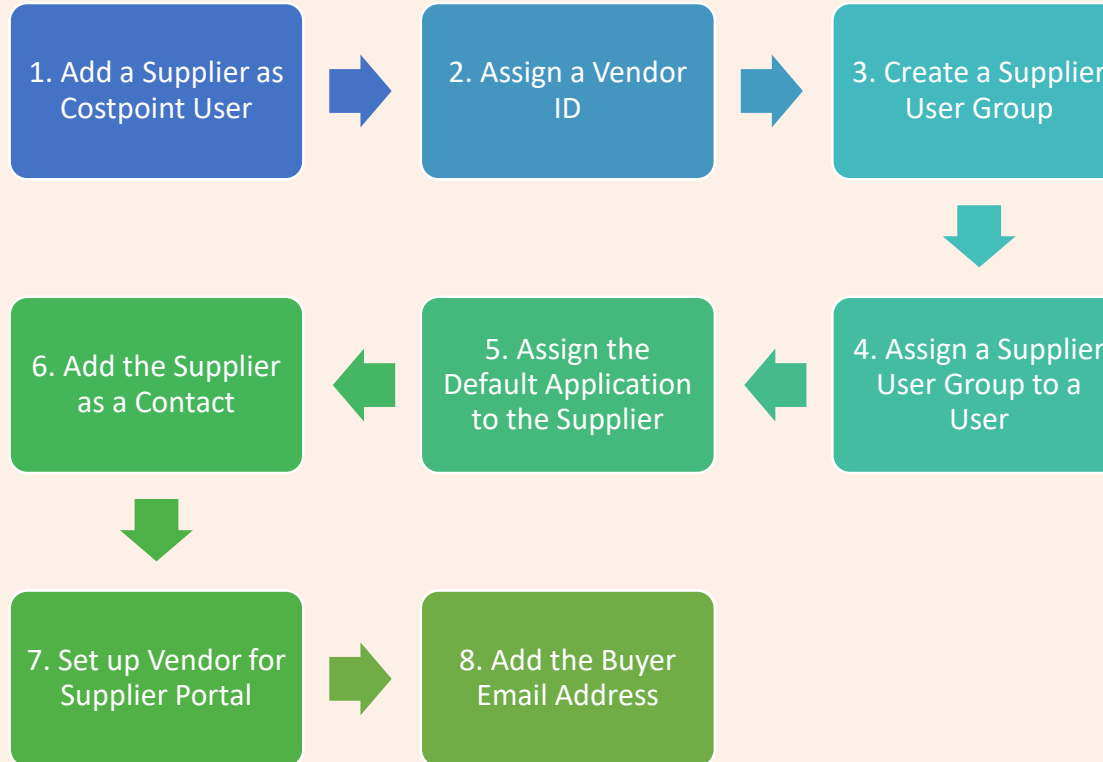 1. Add a Supplier as
Costpoint User
2. Assign a Vendor
ID
3. Create a Supplier
User Group
4. Assign a Supplier
User Group to a
User
5. Assign the
Default Application
to the Supplier
6. Add the Supplier
as a Contact
7. Set up Vendor for
Supplier Portal
8. Add the Buyer
Email Address